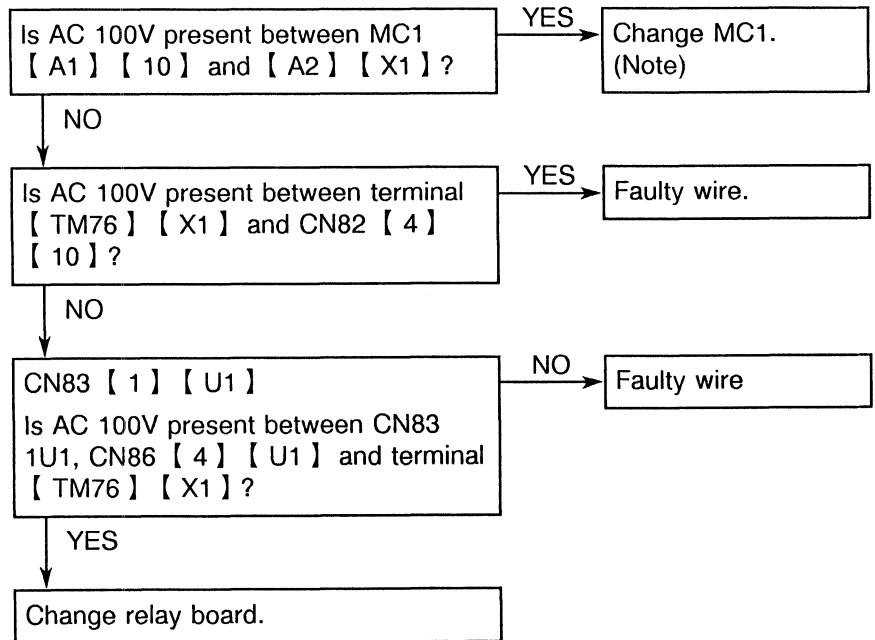 Is AC 100V present between MC1
【 A1 】【 10 】 and 【 A2 】【 X1 】?
YES
Change MC1.
(Note)
NO
Is AC 100V present between terminal
【 TM76 】【 X1 】 and CN82 【 4 】
【 10 】?
YES
Faulty wire.
NO
CN83 【 1 】【 U1 】
Is AC 100V present between CN83
1U1, CN86 【 4 】【 U1 】 and terminal
【 TM76 】【 X1 】?
NO
Faulty wire
YES
Change relay board.